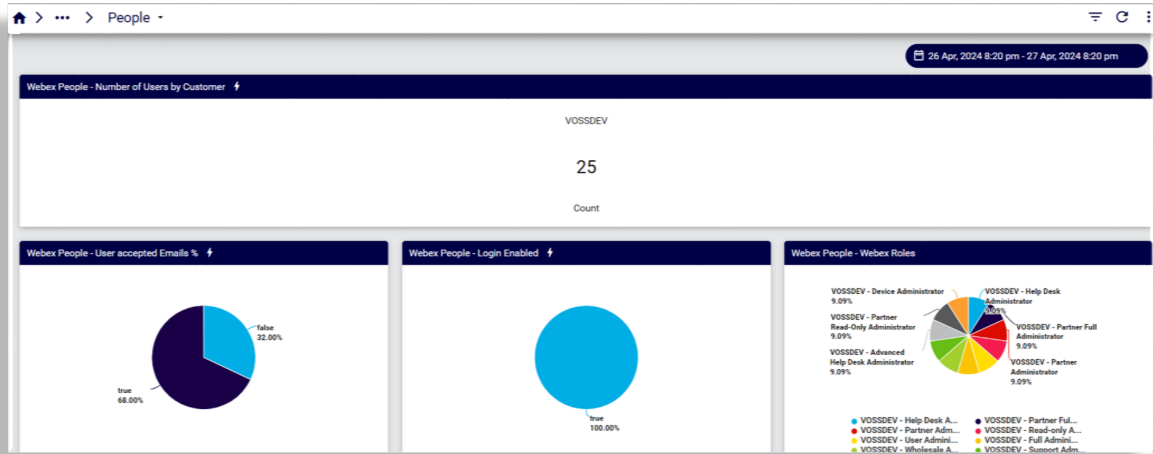 People
26 Apr, 2024 8:20 pm - 27 Apr, 2024 8:20 pm
Webex People - Number of Users by Customer
VOSSDEV
25
Count
Webex People - User accepted Emails %
false
32.00%
true
68.00%
Webex People - Login Enabled
true
100.00%
Webex People - Webex Roles
VOSSDEV - Device Administrator
9.09%
VOSSDEV - Help Desk
Administrator
9.09%
VOSSDEV - Partner
Read-Only Administrator
9.09%
VOSSDEV - Partner Full
Administrator
9.09%
VOSSDEV - Advanced
Help Desk Administrator
9.09%
VOSSDEV - Partner
Administrator
9.09%
VOSSDEV - Help Desk A...
VOSSDEV - Partner Ful...
VOSSDEV - Partner Adm...
VOSSDEV - Read-only A...
VOSSDEV - User Admini...
VOSSDEV - Full Admini...
VOSSDEV - Wholesale A...
VOSSDEV - Support Adm...